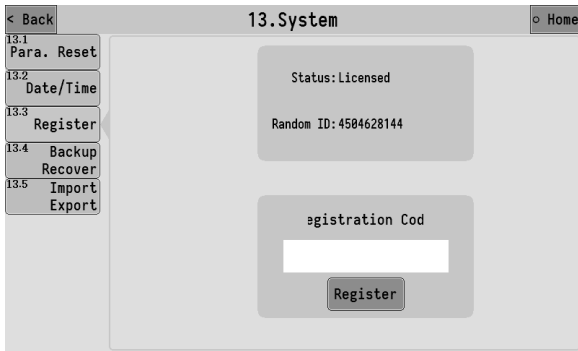 < Back
13.System
○ Home
13.1
Para. Reset
13.2
Date/Time
13.3
Register
13.4 Backup
Recover
13.5 Import
Export
Status: Licensed
Random ID: 4504628144
egistration Cod
Register